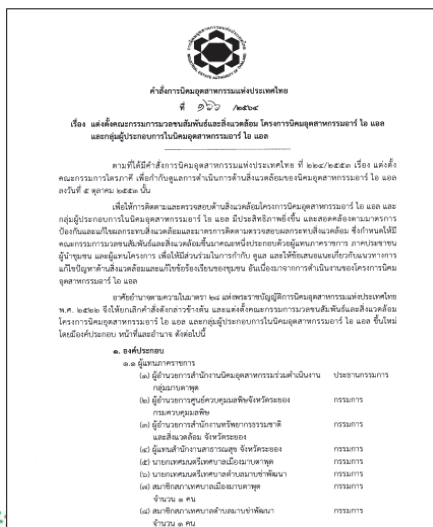 INDUSTRIAL ESTATE AUTHORITY OF THAILAND
คำสั่งการนิคมอุตสาหกรรมแห่งประเทศไทย
ที่ ๑๖๖ /๒๕๖๔
เรื่อง แต่งตั้งคณะกรรมการมวลชนสัมพันธ์และสิ่งแวดล้อม โครงการนิคมอุตสาหกรรมอาร์ ไอ แอล
และกลุ่มผู้ประกอบการในนิคมอุตสาหกรรมอาร์ ไอ แอล
ตามที่ได้มีคำสั่งการนิคมอุตสาหกรรมแห่งประเทศไทย ที่ ๒๒๔/๒๕๕๓ เรื่อง แต่งตั้ง
คณะกรรมการไตรภาคี เพื่อกำกับดูแลการดำเนินการด้านสิ่งแวดล้อมของนิคมอุตสาหกรรมอาร์ ไอ แอล
ลงวันที่ ๕ ตุลาคม ๒๕๕๓ นั้น
เพื่อให้การติดตามและตรวจสอบด้านสิ่งแวดล้อมโครงการนิคมอุตสาหกรรมอาร์ ไอ แอล และ
กลุ่มผู้ประกอบการในนิคมอุตสาหกรรมอาร์ ไอ แอล มีประสิทธิภาพยิ่งขึ้น และสอดคล้องตามมาตรการ
ป้องกันและแก้ไขผลกระทบสิ่งแวดล้อมและมาตรการติดตามตรวจสอบผลกระทบสิ่งแวดล้อม ซึ่งกำหนดให้มี
คณะกรรมการมวลชนสัมพันธ์และสิ่งแวดล้อมขึ้นมาคณะหนึ่งประกอบด้วยผู้แทนภาคราชการ ภาคประชาชน
ผู้นำชุมชน และผู้แทนโครงการ เพื่อให้มีส่วนร่วมในการกำกับ ดูแล และให้ข้อเสนอแนะเกี่ยวกับแนวทางการ
แก้ไขปัญหาด้านสิ่งแวดล้อมและแก้ไขข้อร้องเรียนของชุมชน อันเนื่องมาจากการดำเนินงานของโครงการนิคม
อุตสาหกรรมอาร์ ไอ แอล
อาศัยอำนาจตามความในมาตรา ๒๘ แห่งพระราชบัญญัติการนิคมอุตสาหกรรมแห่งประเทศไทย
พ.ศ. ๒๕๒๒ จึงให้ยกเลิกคำสั่งดังกล่าวข้างต้น และแต่งตั้งคณะกรรมการมวลชนสัมพันธ์และสิ่งแวดล้อม
โครงการนิคมอุตสาหกรรมอาร์ ไอ แอล และกลุ่มผู้ประกอบการในนิคมอุตสาหกรรมอาร์ ไอ แอล ขึ้นใหม่
โดยมีองค์ประกอบ หน้าที่และอำนาจ ดังต่อไปนี้
๑. องค์ประกอบ
๑.๑ ผู้แทนภาคราชการ
(๑) ผู้อำนวยการสำนักงานนิคมอุตสาหกรรมร่วมดำเนินงาน ประธานกรรมการ
กลุ่มมาบตาพุด
(๒) ผู้อำนวยการศูนย์ควบคุมมลพิษจังหวัดระยอง กรรมการ
กรมควบคุมมลพิษ
(๓) ผู้อำนวยการสำนักงานทรัพยากรธรรมชาติ กรรมการ
และสิ่งแวดล้อม จังหวัดระยอง
(๔) ผู้แทนสำนักงานสาธารณสุข จังหวัดระยอง กรรมการ
(๕) นายกเทศมนตรีเทศบาลเมืองมาบตาพุด กรรมการ
(๖) นายกเทศมนตรีเทศบาลตำบลมาบข่าพัฒนา กรรมการ
(๗) สมาชิกสภาเทศบาลเมืองมาบตาพุด กรรมการ
จำนวน ๑ คน
(๘) สมาชิกสภาเทศบาลตำบลมาบข่าพัฒนา กรรมการ
จำนวน ๑ คน